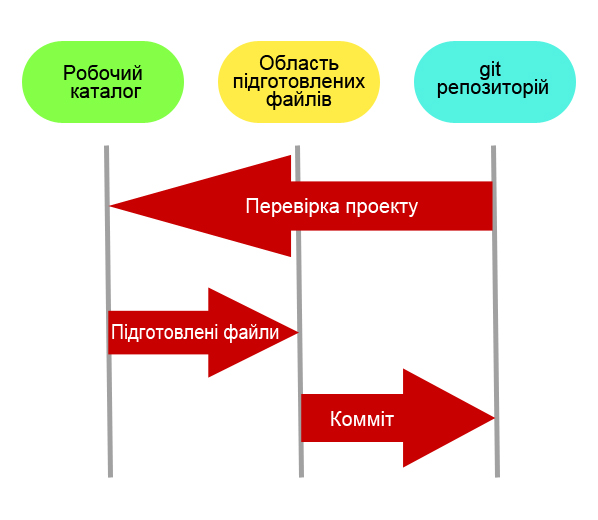 Робочий
каталог
Область
підготовлених
файлів
git
репозиторій
Перевірка проекту
Підготовлені файли
Комміт